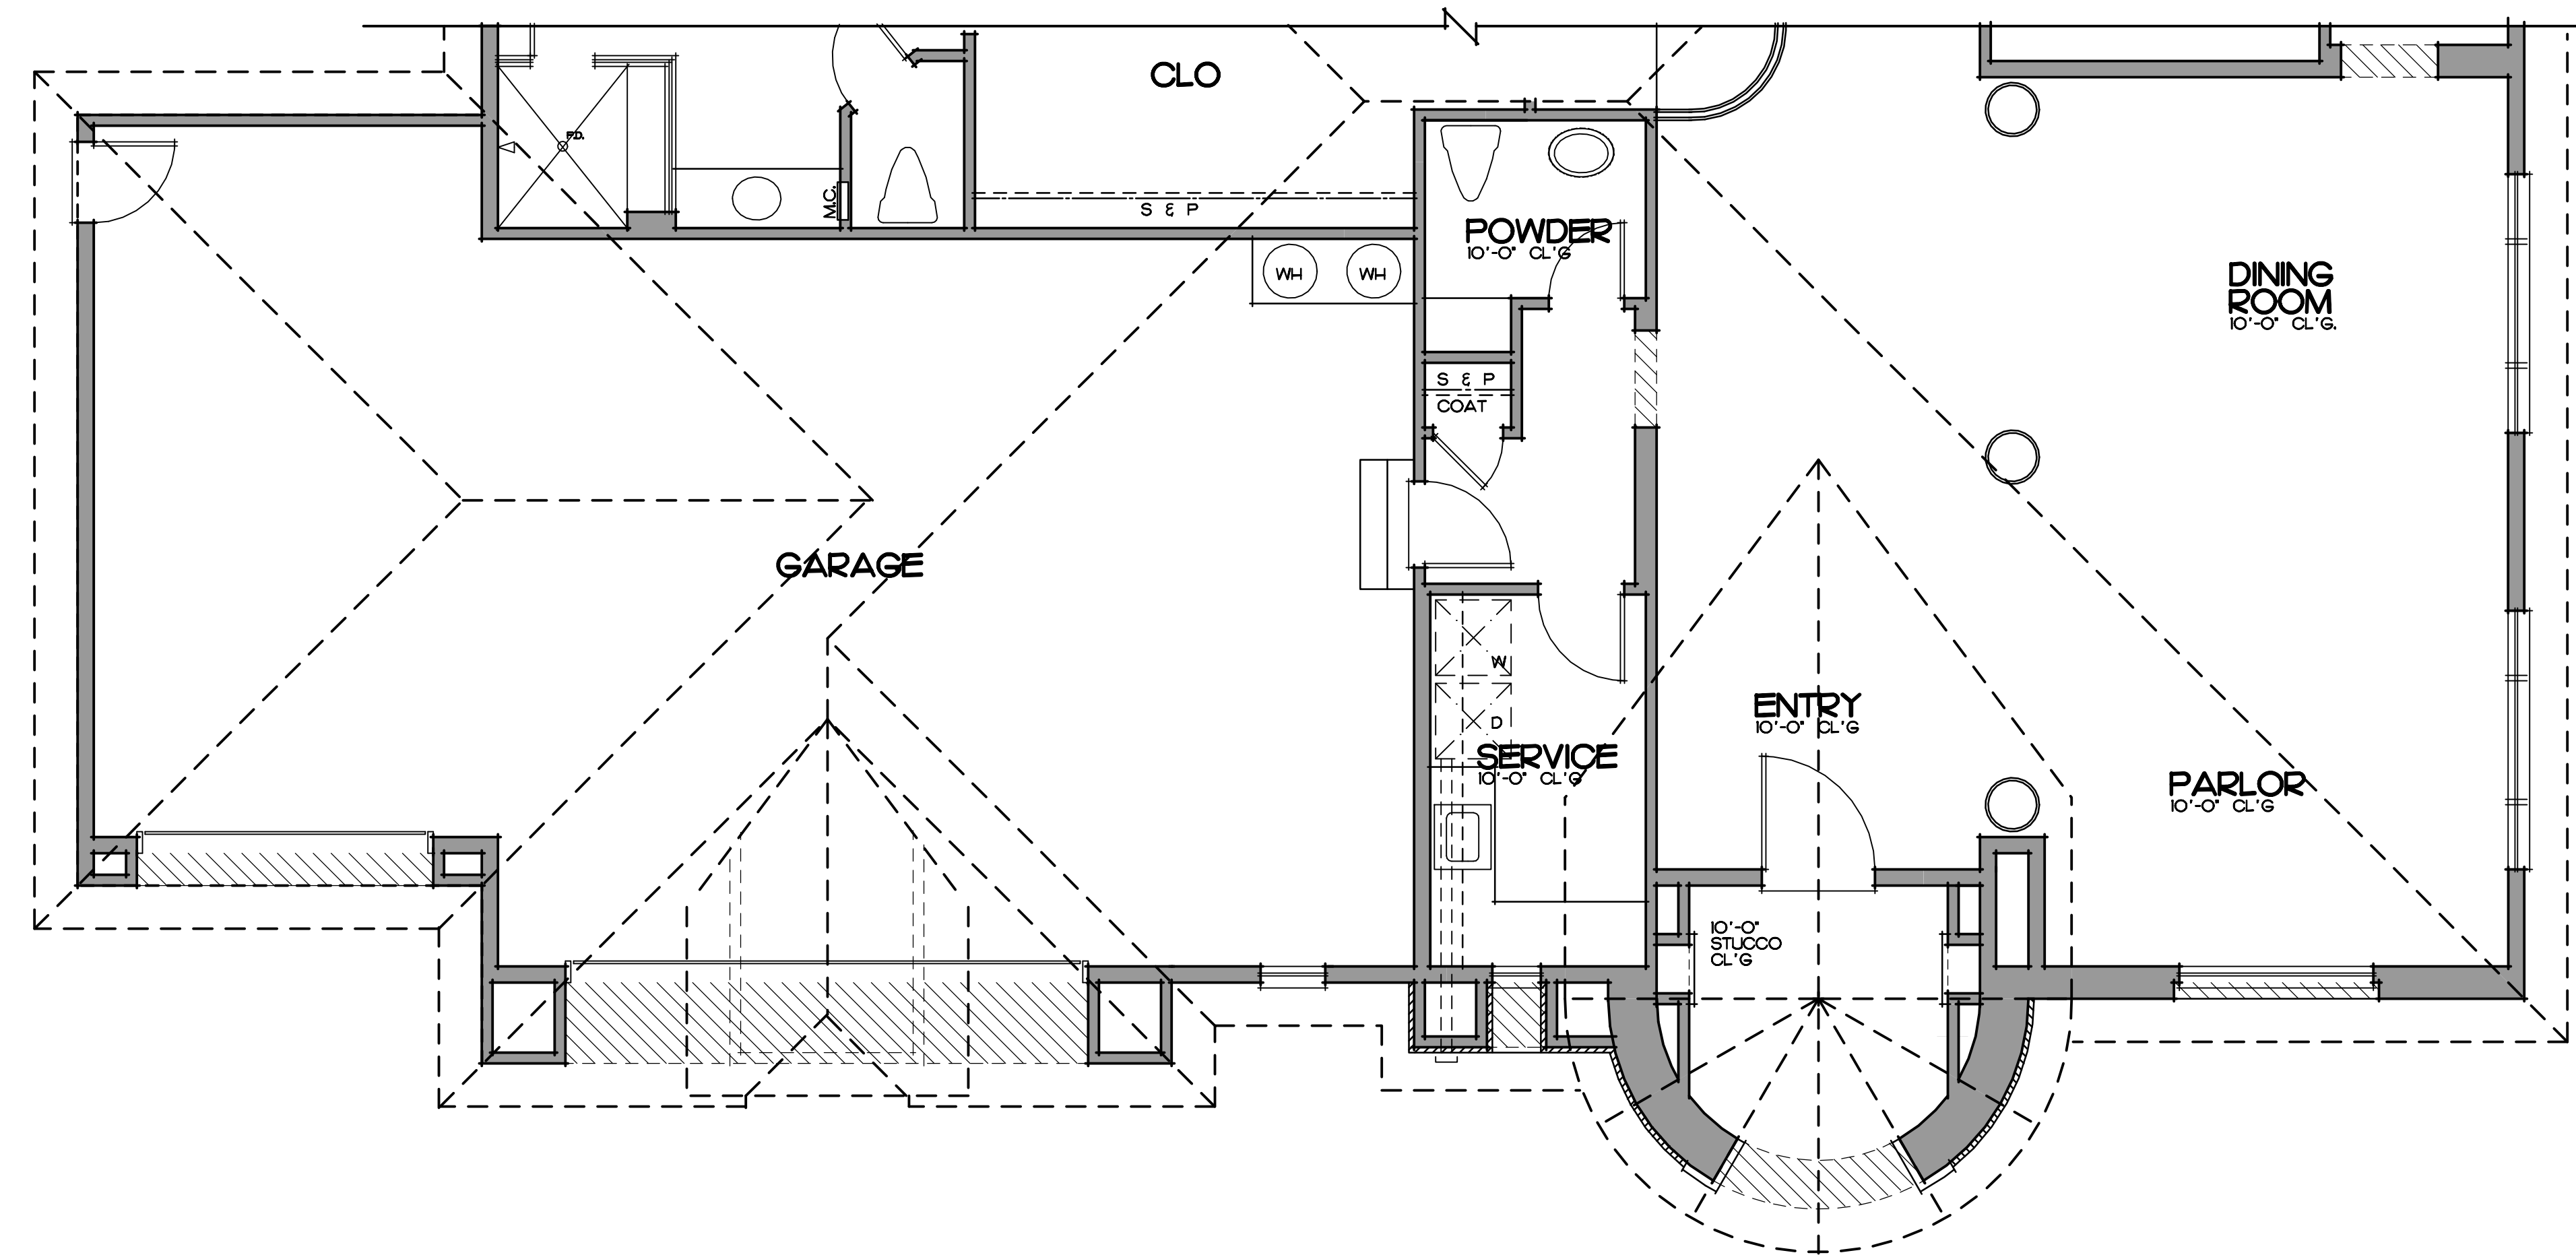 CLO
F.D.
M.C.
S & P
POWDER
10'-0" CL'G
WH
WH
DINING
ROOM
10'-0" CL'G.
S & P
COAT
GARAGE
W
D
SERVICE
10'-0" CL'G
ENTRY
10'-0" CL'G
PARLOR
10'-0" CL'G
10'-0"
STUCCO
CL'G